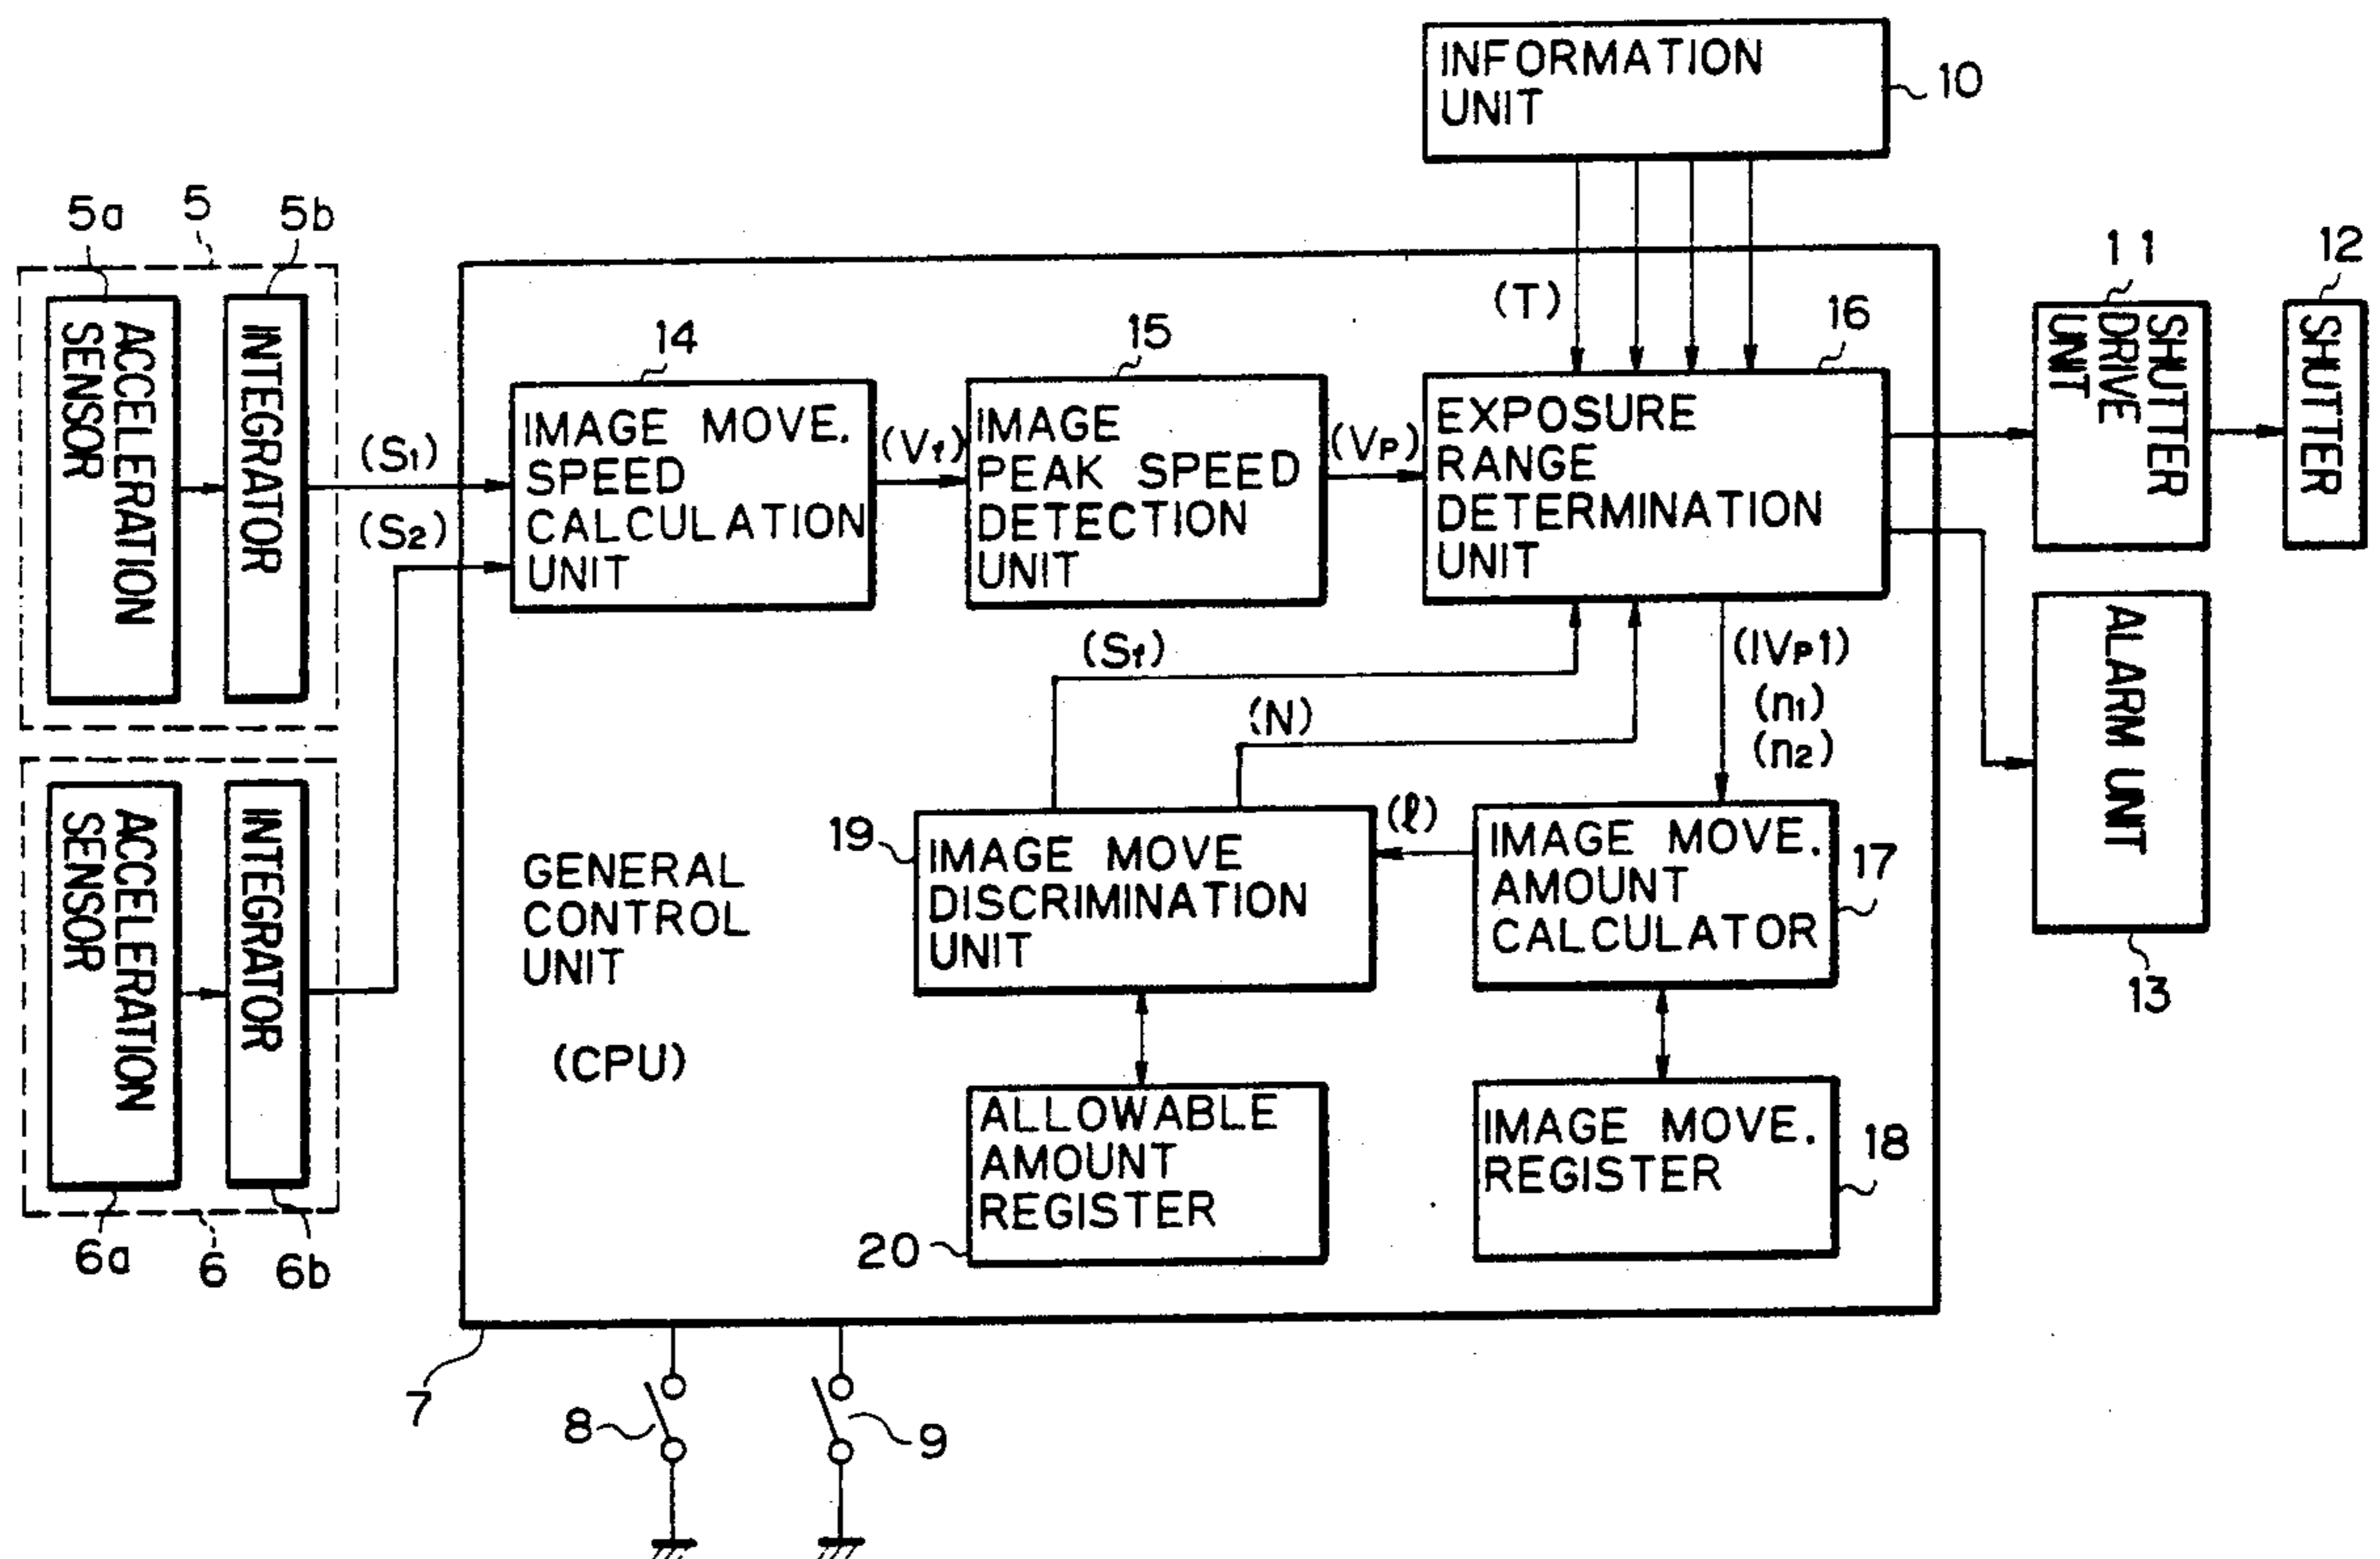 INFORMATION
UNIT
10
5a
5
5b
ACCELERATION
SENSOR
INTEGRATOR
(S1)
(S2)
14
IMAGE MOVE.
SPEED
CALCULATION
UNIT
(Vf)
15
IMAGE
PEAK SPEED
DETECTION
UNIT
(VP)
(T)
16
EXPOSURE
RANGE
DETERMINATION
UNIT
11
SHUTTER
DRIVE
UNIT
12
SHUTTER
ALARM UNIT
13
(Sf)
(N)
(IVP1)
(n1)
(n2)
ACCELERATION
SENSOR
INTEGRATOR
6a
6
6b
GENERAL
CONTROL
UNIT
(CPU)
19
IMAGE MOVE
DISCRIMINATION
UNIT
(ℓ)
IMAGE MOVE.
AMOUNT
CALCULATOR
17
ALLOWABLE
AMOUNT
REGISTER
20
IMAGE MOVE.
REGISTER
18
7
8
9